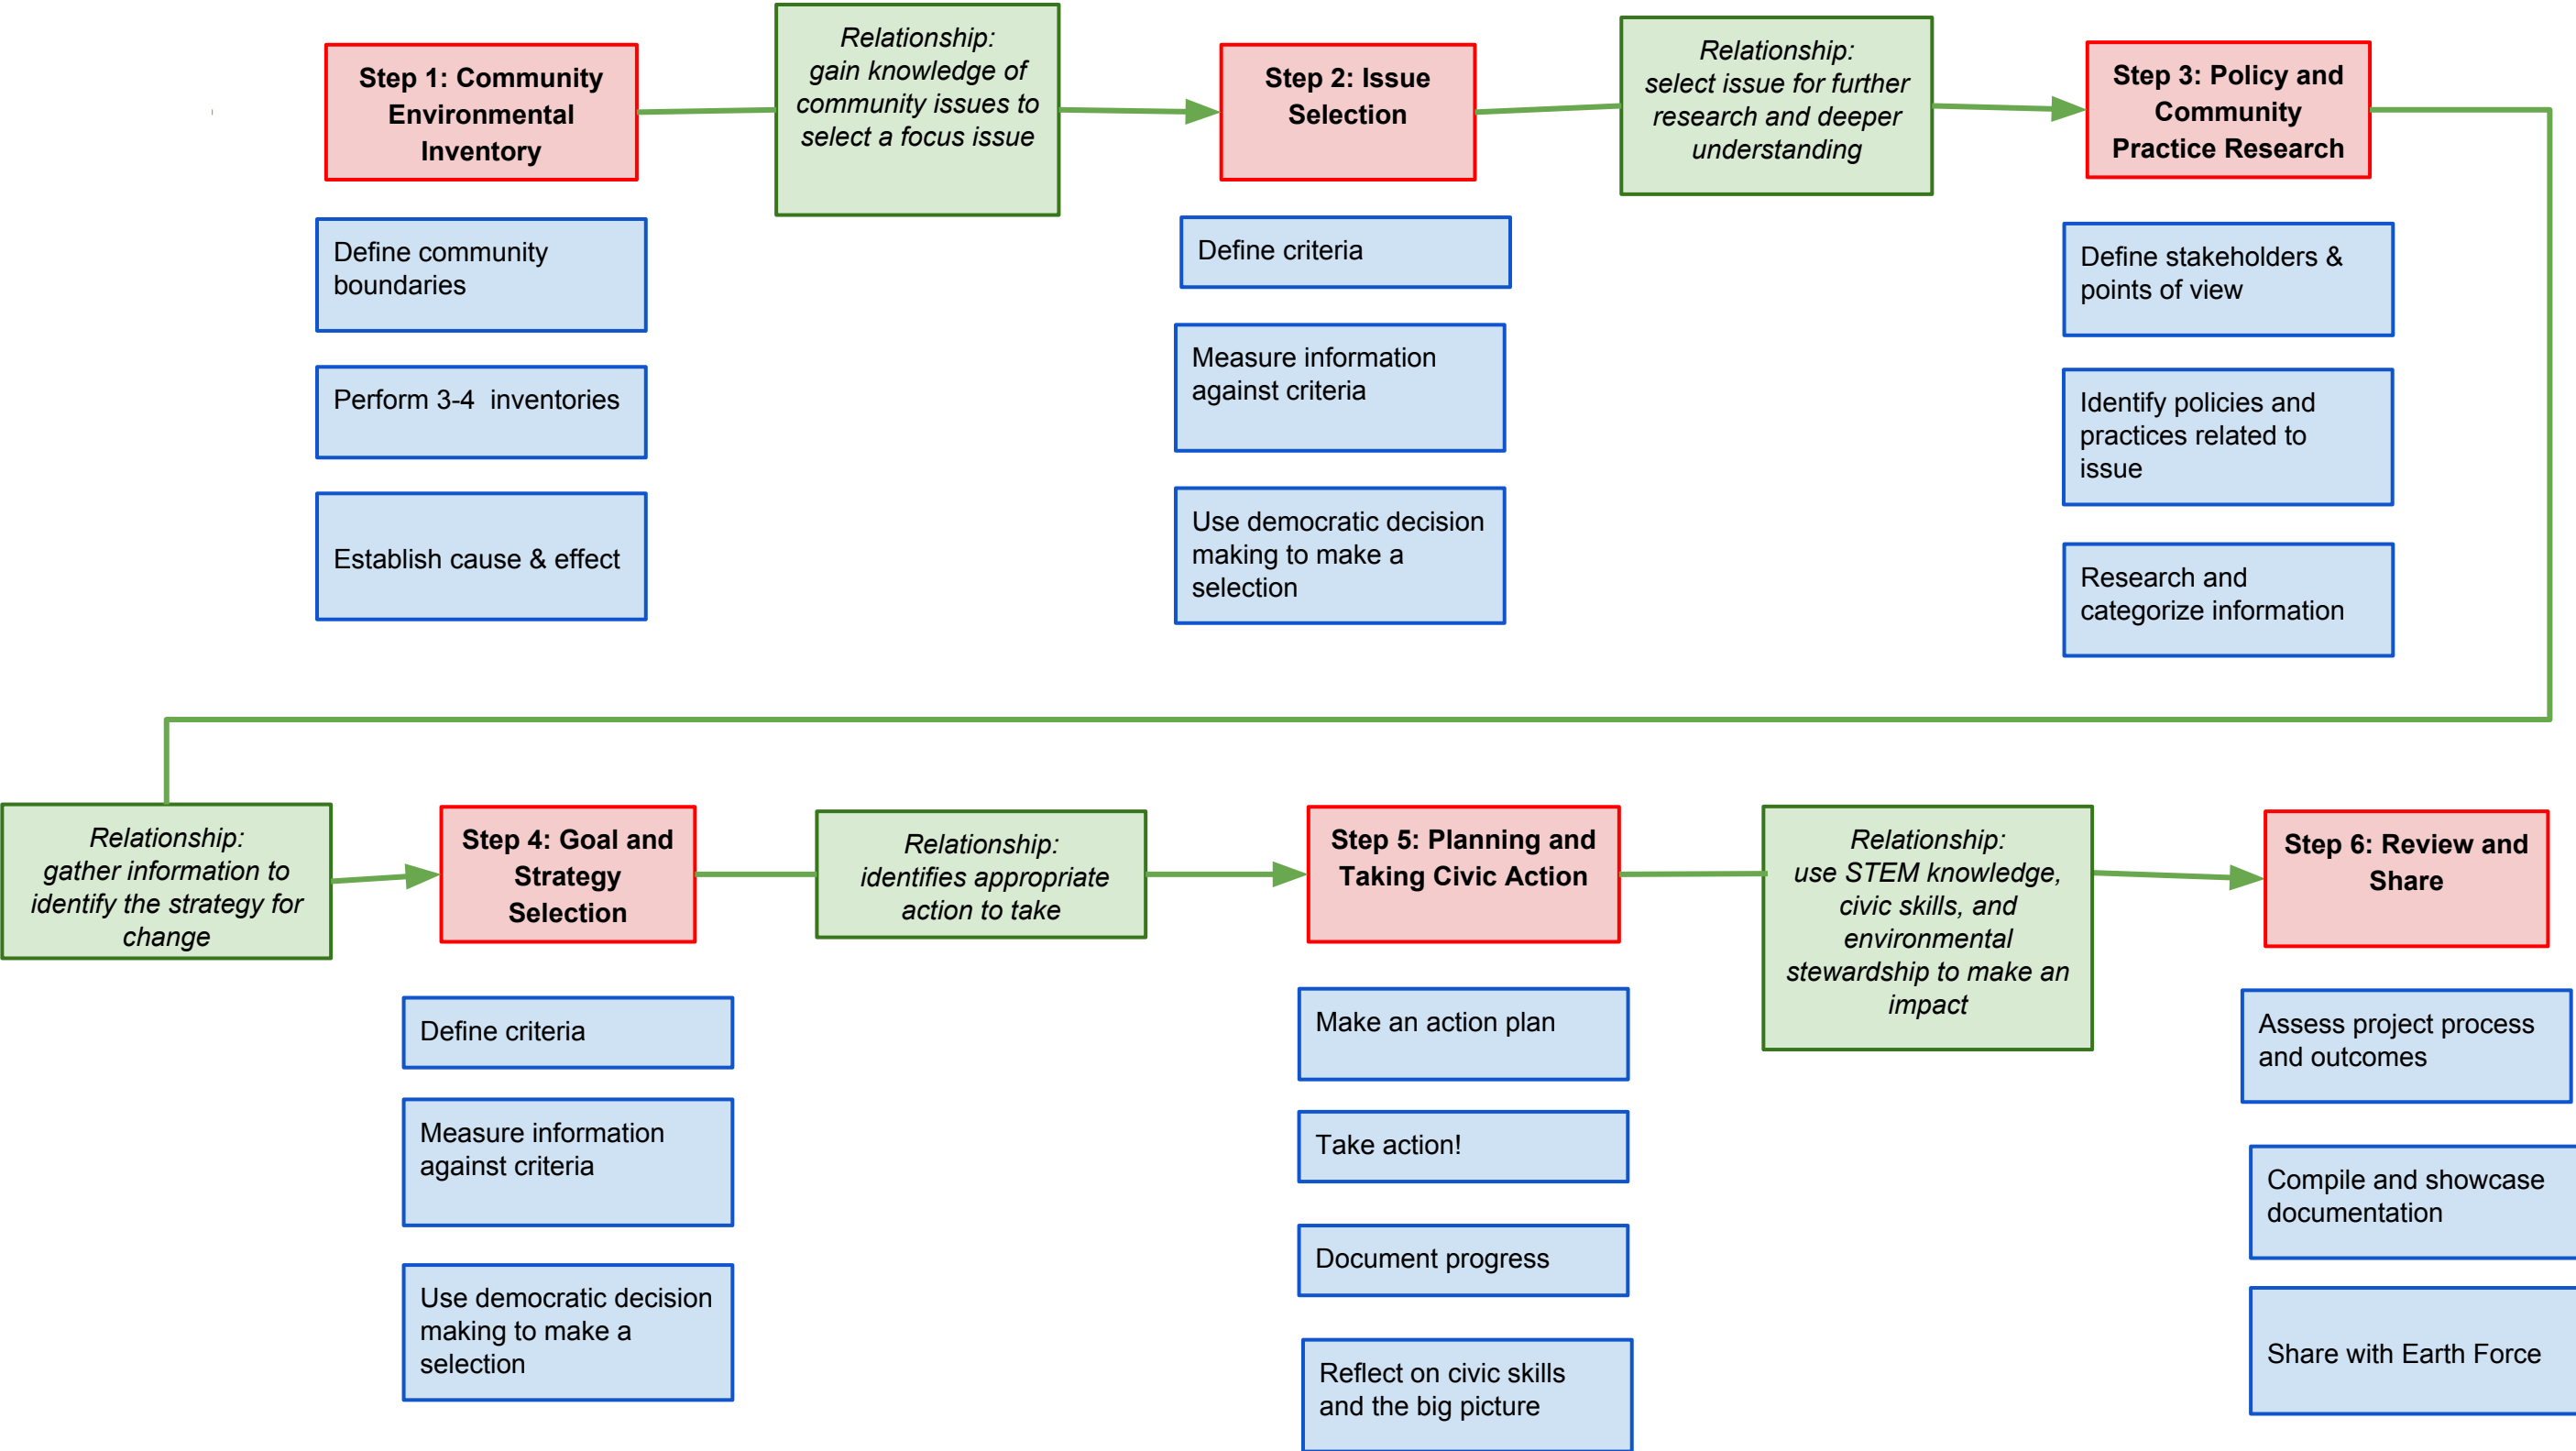 Step 1: Community
Environmental
Inventory
Relationship:
gain knowledge of
community issues to
select a focus issue
Step 2: Issue
Selection
Relationship:
select issue for further
research and deeper
understanding
Step 3: Policy and
Community
Practice Research
Define community
boundaries
Perform 3-4  inventories
Establish cause & effect
Define criteria
Measure information
against criteria
Use democratic decision
making to make a
selection
Define stakeholders &
points of view
Identify policies and
practices related to
issue
Research and
categorize information
Relationship:
gather information to
identify the strategy for
change
Step 4: Goal and
Strategy
Selection
Relationship:
identifies appropriate
action to take
Step 5: Planning and
Taking Civic Action
Relationship:
use STEM knowledge,
civic skills, and
environmental
stewardship to make an
impact
Step 6: Review and
Share
Define criteria
Measure information
against criteria
Use democratic decision
making to make a
selection
Make an action plan
Take action!
Document progress
Reflect on civic skills
and the big picture
Assess project process
and outcomes
Compile and showcase
documentation
Share with Earth Force